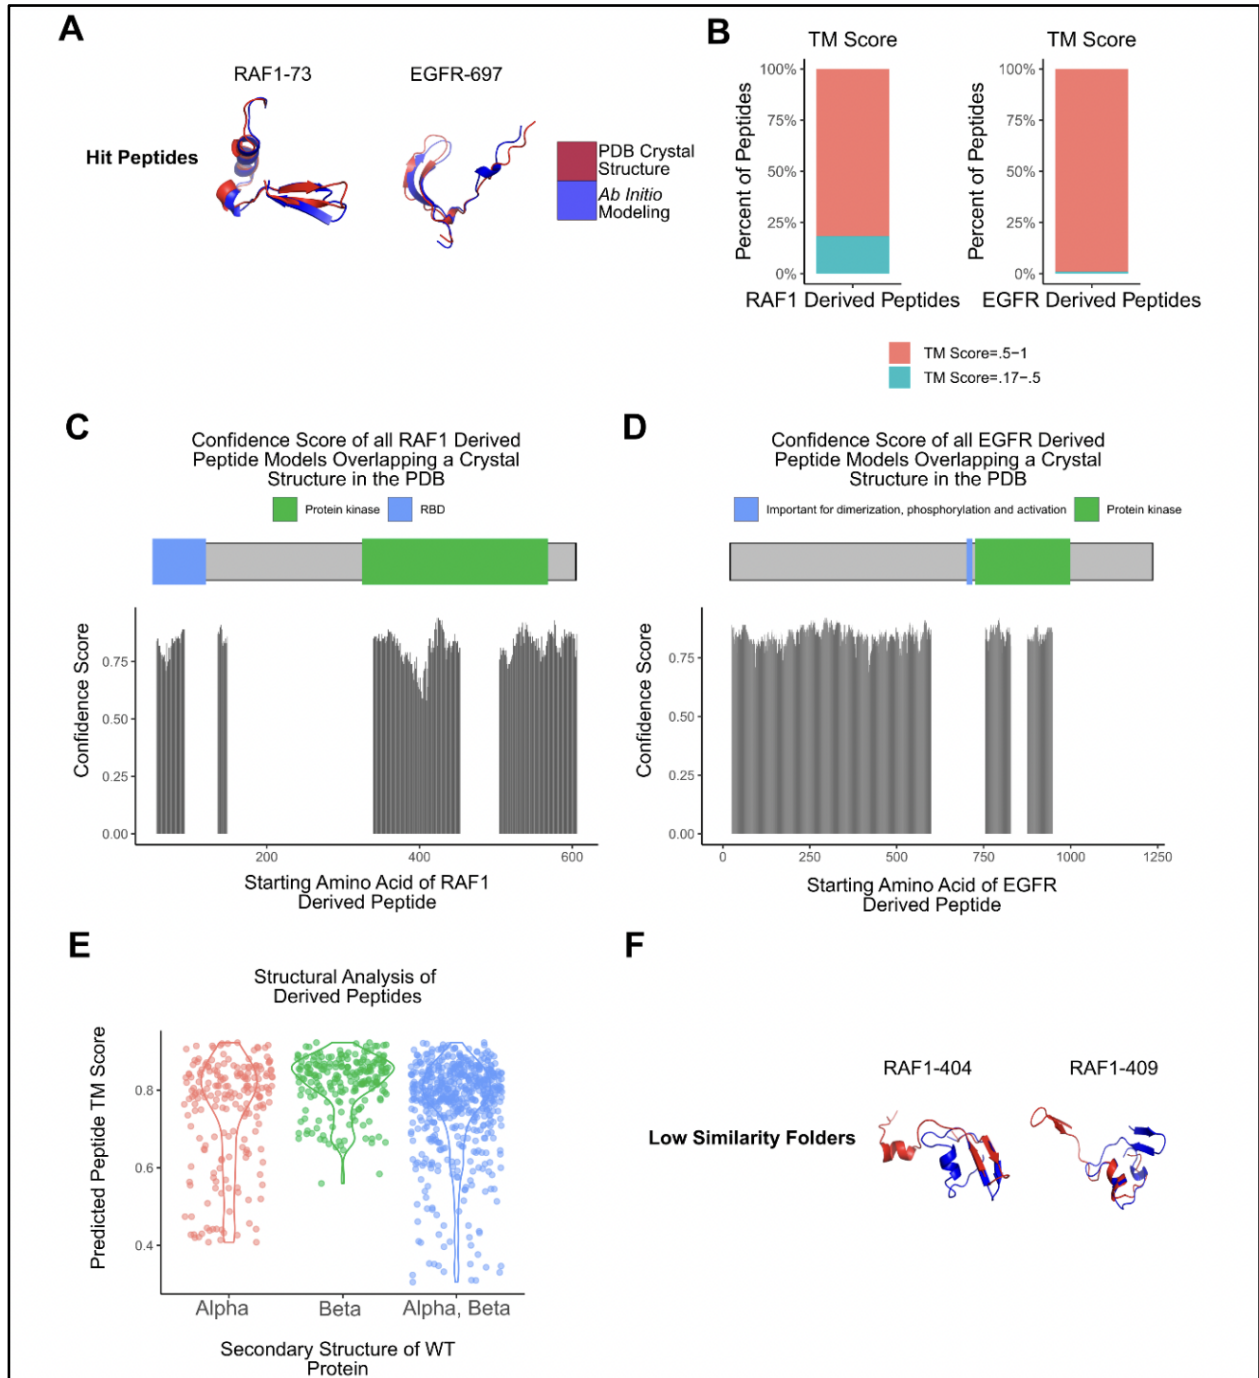 A
RAF1-73
EGFR-697
Hit Peptides
PDB Crystal
Structure
Ab Initio
Modeling
B
TM Score
100%
75%
50%
25%
0%
Percent of Peptides
RAF1 Derived Peptides
TM Score
100%
75%
50%
25%
0%
Percent of Peptides
EGFR Derived Peptides
TM Score=.5−1
TM Score=.17−.5
C
Confidence Score of all RAF1 Derived
Peptide Models Overlapping a Crystal
Structure in the PDB
Protein kinase
RBD
Confidence Score
0.75
0.50
0.25
0.00
200
400
600
Starting Amino Acid of RAF1
Derived Peptide
D
Confidence Score of all EGFR Derived
Peptide Models Overlapping a Crystal
Structure in the PDB
Important for dimerization, phosphorylation and activation
Protein kinase
Confidence Score
0.75
0.50
0.25
0.00
0
250
500
750
1000
1250
Starting Amino Acid of EGFR
Derived Peptide
E
Structural Analysis of
Derived Peptides
Predicted Peptide TM Score
0.8
0.6
0.4
Alpha
Beta
Alpha, Beta
Secondary Structure of WT
Protein
F
RAF1-404
RAF1-409
Low Similarity Folders